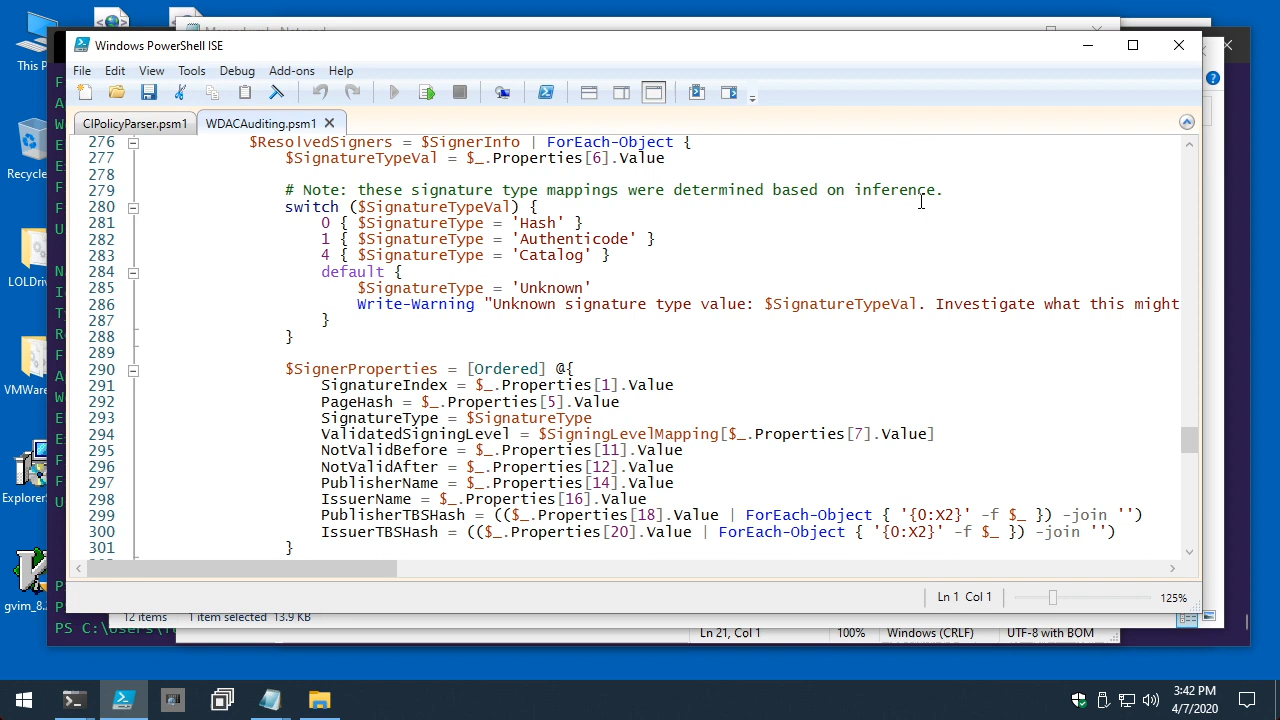 This P
Recycle
LOLDri
VMWare
Explorer
gvim_8.
Windows PowerShell ISE
File Edit View Tools Debug Add-ons Help
CIPolicyParser.psm1 WDACAuditing.psm1
276 $ResolvedSigners = $SignerInfo | ForEach-Object {
277 $SignatureTypeVal = $_.Properties[6].Value
278
279 # Note: these signature type mappings were determined based on inference.
280 switch ($SignatureTypeVal) {
281 0 { $SignatureType = 'Hash' }
282 1 { $SignatureType = 'Authenticode' }
283 4 { $SignatureType = 'Catalog' }
284 default {
285 $SignatureType = 'Unknown'
286 Write-Warning "Unknown signature type value: $SignatureTypeVal. Investigate what this might
287 }
288 }
289
290 $SignerProperties = [Ordered] @{
291 SignatureIndex = $_.Properties[1].Value
292 PageHash = $_.Properties[5].Value
293 SignatureType = $SignatureType
294 ValidatedSigningLevel = $SigningLevelMapping[$_.Properties[7].Value]
295 NotValidBefore = $_.Properties[11].Value
296 NotValidAfter = $_.Properties[12].Value
297 PublisherName = $_.Properties[14].Value
298 IssuerName = $_.Properties[16].Value
299 PublisherTBSHash = (($_.Properties[18].Value | ForEach-Object { '{0:X2}' -f $_ }) -join '')
300 IssuerTBSHash = (($_.Properties[20].Value | ForEach-Object { '{0:X2}' -f $_ }) -join '')
301 }
Ln 1 Col 1 125%
12 items 1 item selected 13.9 KB
PS C:\Users\
Ln 21, Col 1 100% Windows (CRLF) UTF-8 with BOM
3:42 PM
4/7/2020